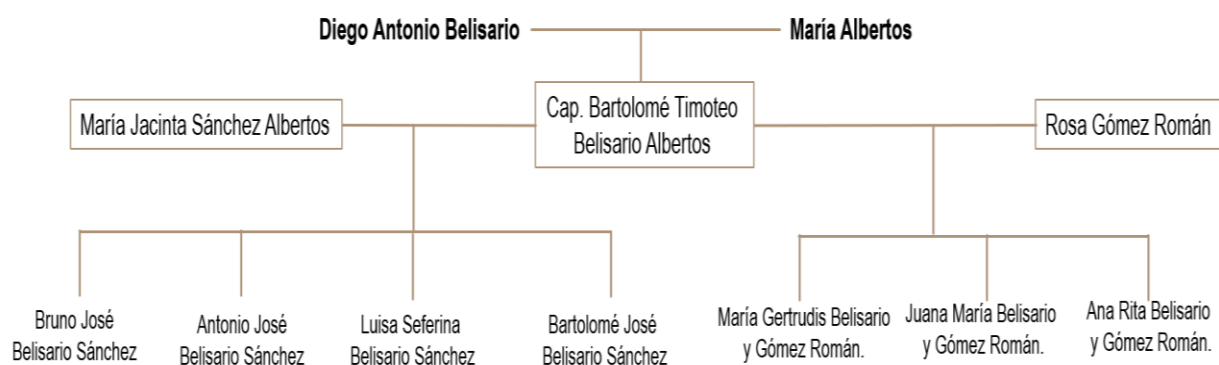 Diego Antonio Belisario
María Albertos
María Jacinta Sánchez Albertos
Cap. Bartolomé Timoteo
Belisario Albertos
Rosa Gómez Román
Bruno José
Belisario Sánchez
Antonio José
Belisario Sánchez
Luisa Seferina
Belisario Sánchez
Bartolomé José
Belisario Sánchez
María Gertrudis Belisario
y Gómez Román.
Juana María Belisario
y Gómez Román.
Ana Rita Belisario
y Gómez Román.